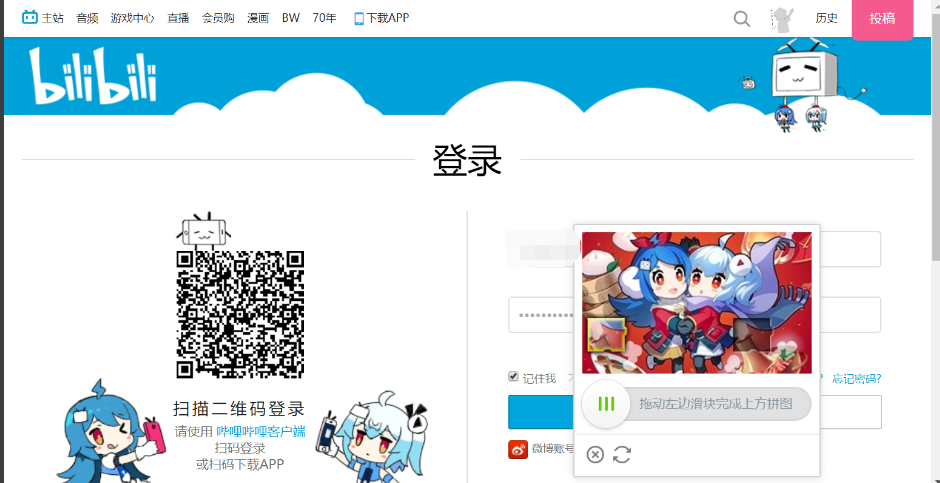 主站 音频 游戏中心 直播 会员购 漫画 BW 70年 下载APP 历史 投稿
bilibili
登录
记住我
忘记密码?
扫描二维码登录
请使用 哔哩哔哩客户端
扫码登录
或扫码下载APP
拖动左边滑块完成上方拼图
微博账号